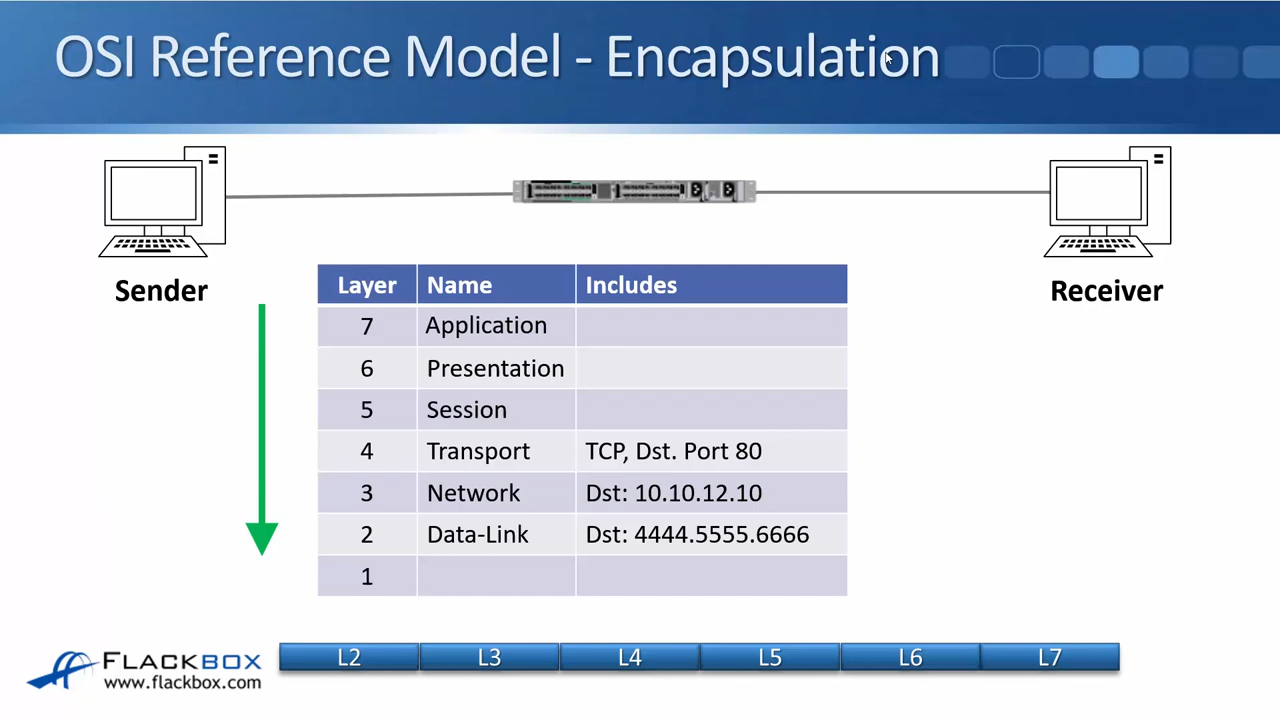 OSI Reference Model - Encapsulation
Sender
Receiver
Layer Name Includes
7 Application
6 Presentation
5 Session
4 Transport TCP, Dst. Port 80
3 Network Dst: 10.10.12.10
2 Data-Link Dst: 4444.5555.6666
1
FLACKBOX
www.flackbox.com
L2 L3 L4 L5 L6 L7